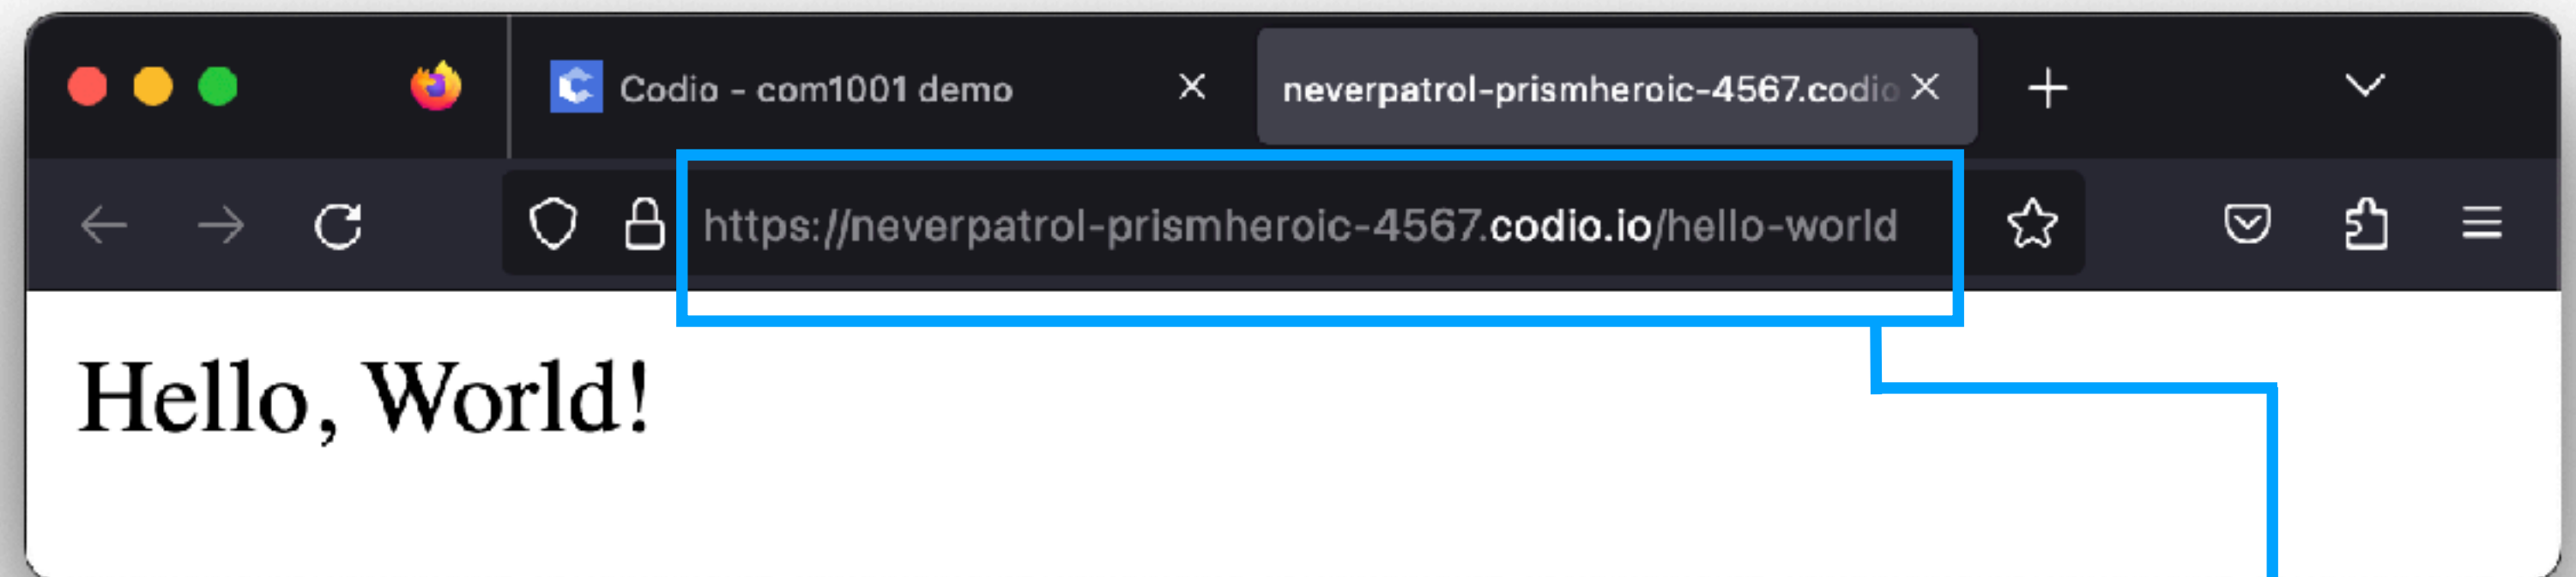 Codio - com1001 demo
neverpatrol-prismheroic-4567.codio
https://neverpatrol-prismheroic-4567.codio.io/hello-world
Hello, World!